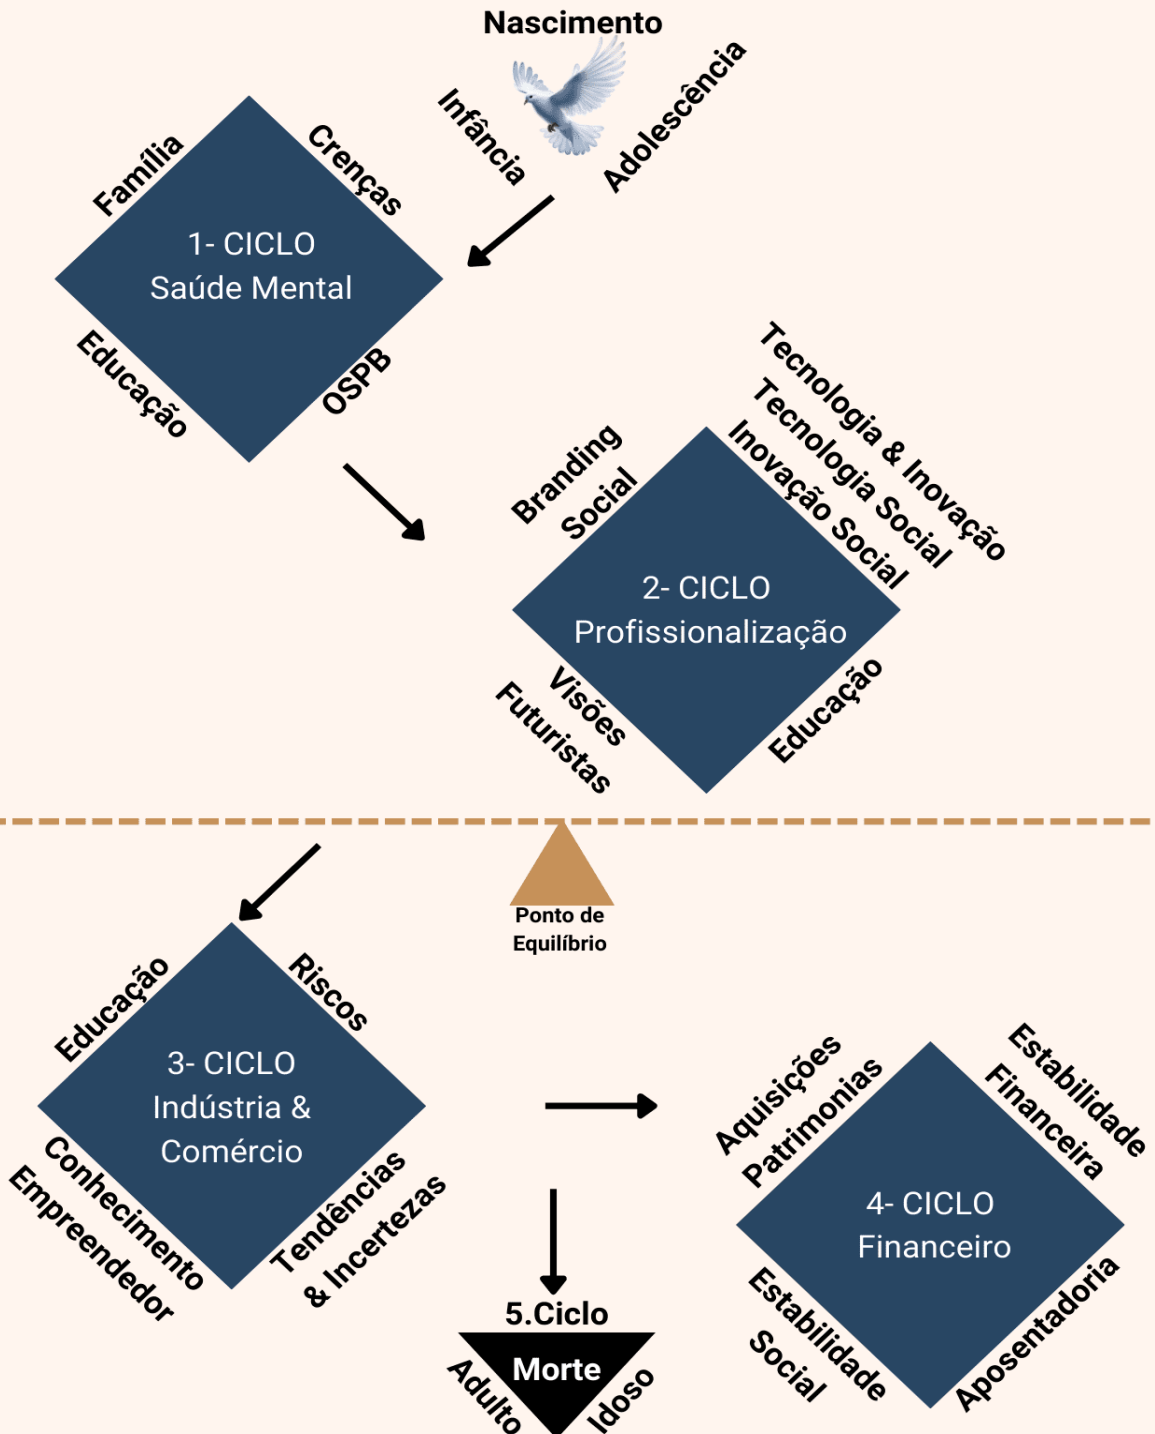 Nascimento
Infância
Adolescência
Família
Crenças
1- CICLO
Saúde Mental
Educação
OSPB
Branding
Social
Tecnologia & Inovação
Tecnologia Social
Inovação Social
2- CICLO
Profissionalização
Visões
Futuristas
Educação
Ponto de
Equilíbrio
Educação
Riscos
3- CICLO
Indústria &
Comércio
Conhecimento
Empreendedor
Tendências
& Incertezas
Aquisições
Patrimonias
Estabilidade
Financeira
4- CICLO
Financeiro
Estabilidade
Social
Aposentadoria
5.Ciclo
Morte
Adulto
Idoso